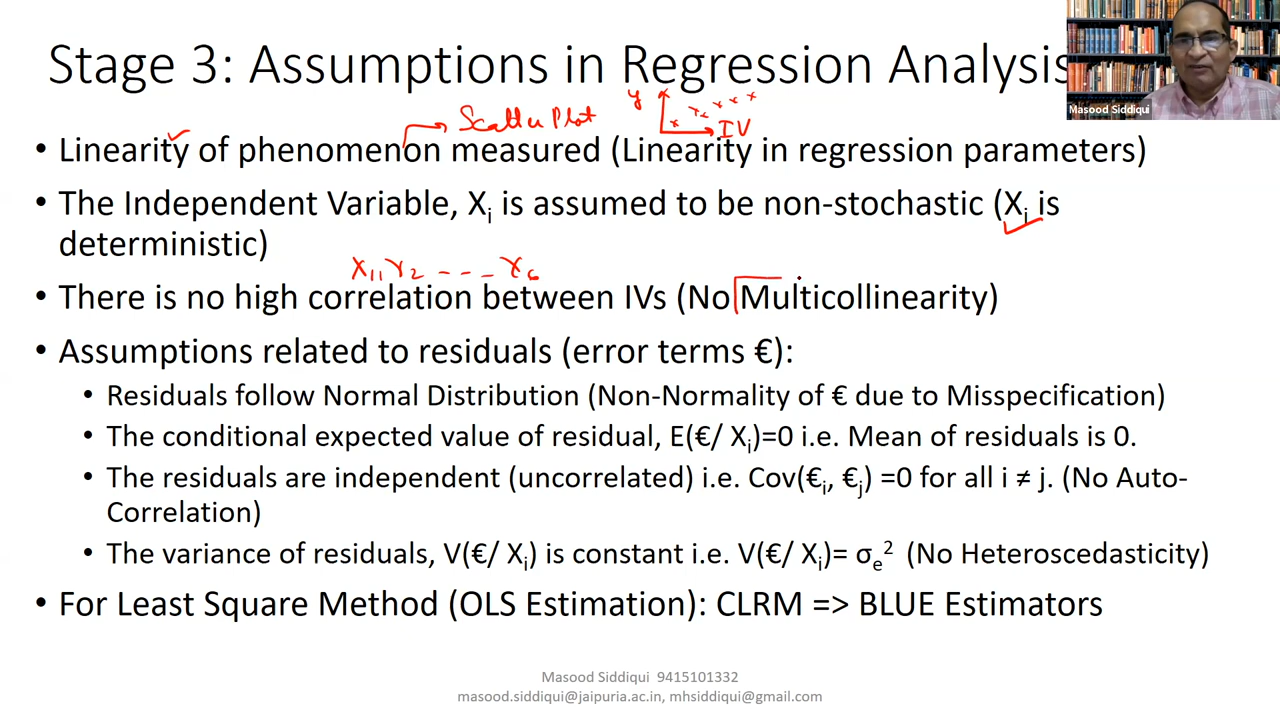 Stage 3: Assumptions in Regression Analysis
Masood Siddiqui
y
Scatter Plot
IV
• Linearity of phenomenon measured (Linearity in regression parameters)
• The Independent Variable, Xi is assumed to be non-stochastic (Xi is
deterministic)
X1, X2 - - - X6
• There is no high correlation between IVs (No Multicollinearity)
• Assumptions related to residuals (error terms €):
• Residuals follow Normal Distribution (Non-Normality of € due to Misspecification)
• The conditional expected value of residual, E(€/ Xi)=0 i.e. Mean of residuals is 0.
• The residuals are independent (uncorrelated) i.e. Cov(€i, €j) =0 for all i ≠ j. (No Auto-
Correlation)
• The variance of residuals, V(€/ Xi) is constant i.e. V(€/ Xi)= σe² (No Heteroscedasticity)
• For Least Square Method (OLS Estimation): CLRM => BLUE Estimators
Masood Siddiqui 9415101332
masood.siddiqui@jaipuria.ac.in, mhsiddiqui@gmail.com